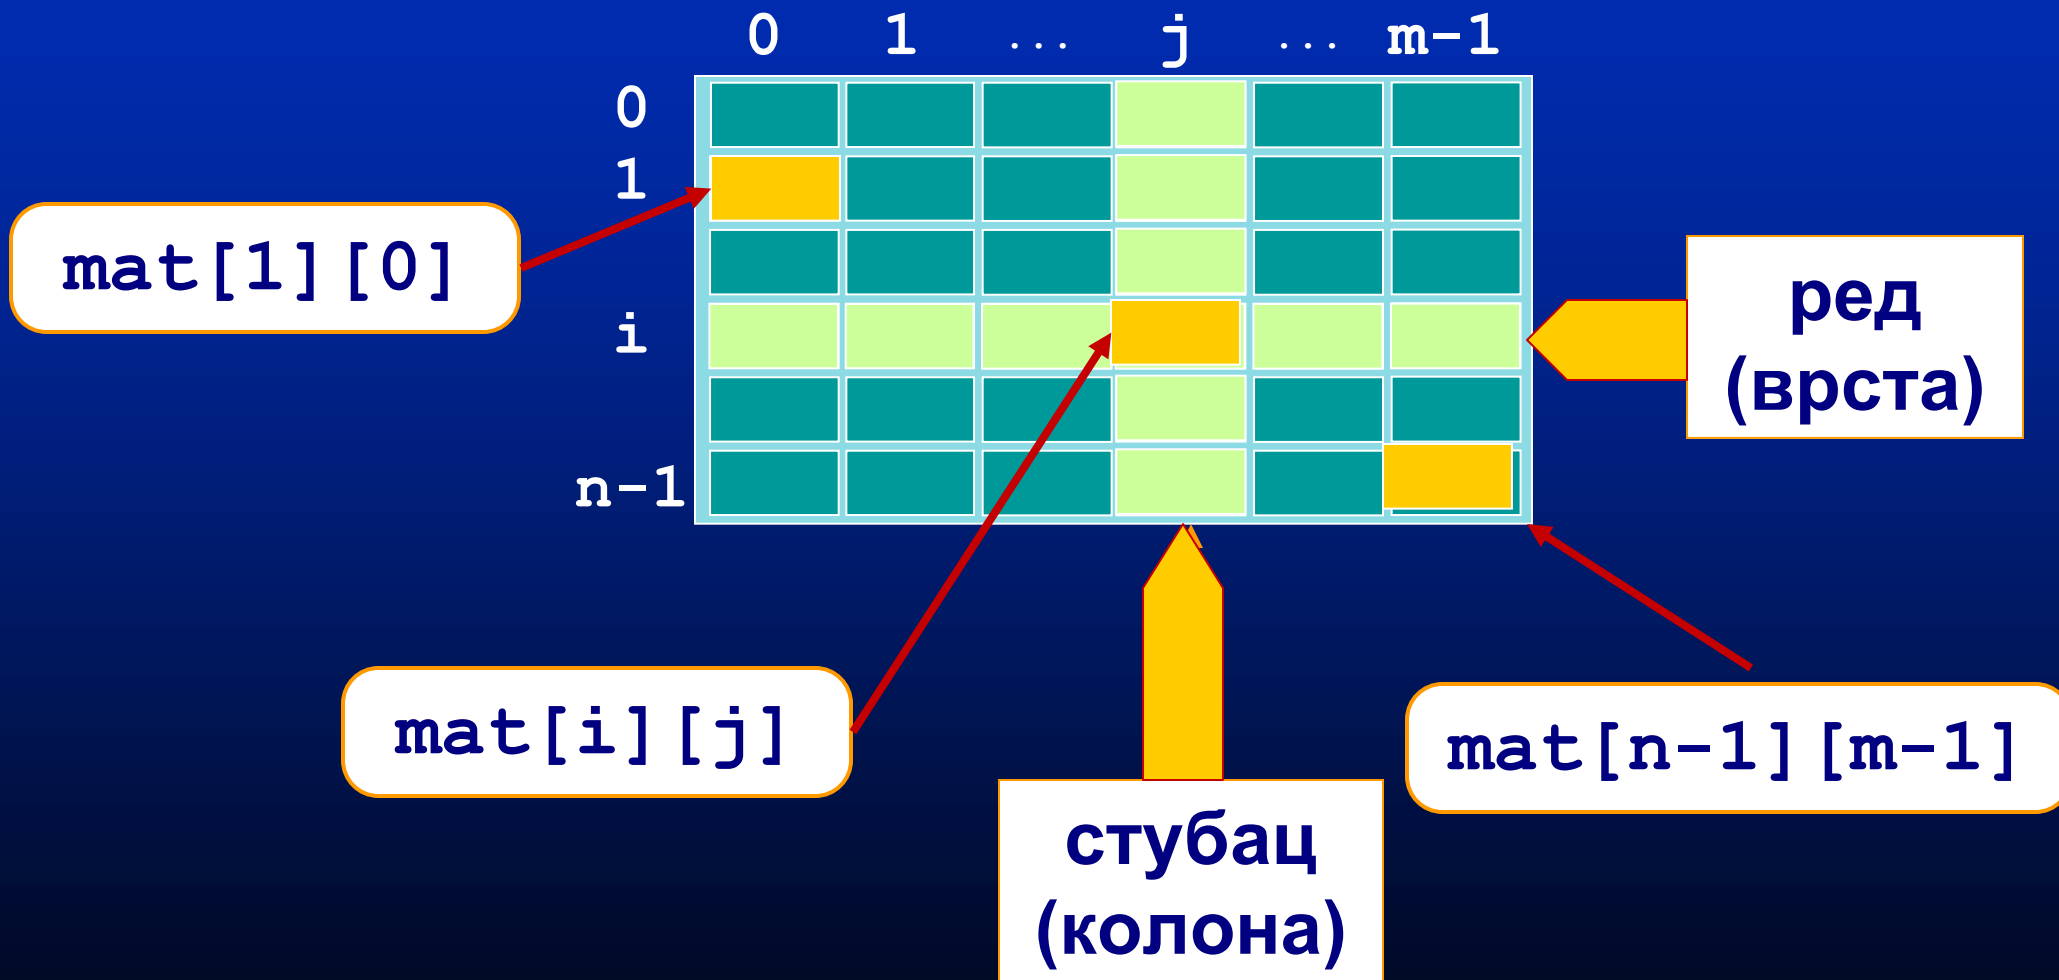 0 1 ... j ... m-1
0
1
mat[1][0]
i
ред
(врста)
n-1
mat[i][j]
mat[n-1][m-1]
стубац
(колона)